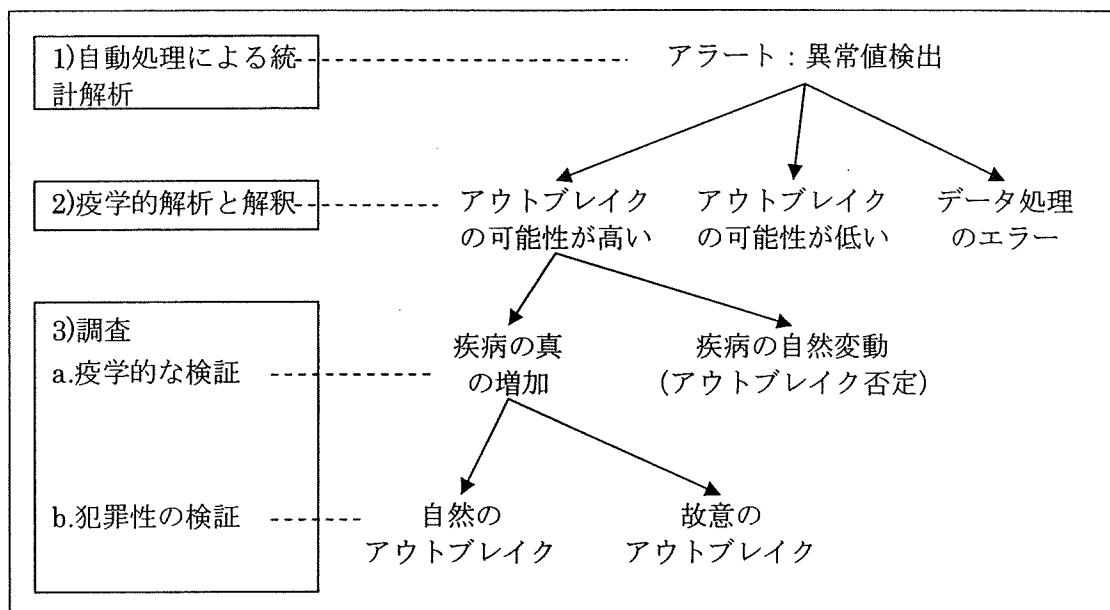 1)自動処理による統
計解析
アラート：異常値検出
2)疫学的解析と解釈
アウトブレイク
の可能性が高い
アウトブレイク
の可能性が低い
データ処理
のエラー
3)調査
a.疫学的な検証
疾病の真
の増加
疾病の自然変動
(アウトブレイク否定)
b.犯罪性の検証
自然の
アウトブレイク
故意の
アウトブレイク